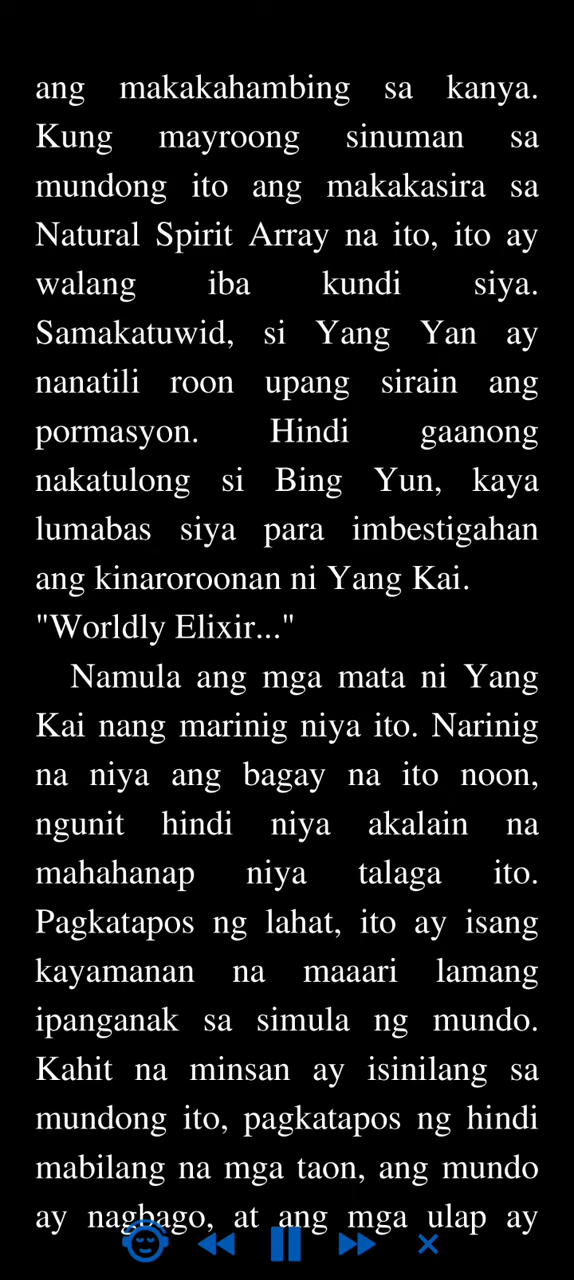 ang makakahambing sa kanya.
Kung mayroong sinuman sa
mundong ito ang makakasira sa
Natural Spirit Array na ito, ito ay
walang iba kundi siya.
Samakatuwid, si Yang Yan ay
nanatili roon upang sirain ang
pormasyon. Hindi gaanong
nakatulong si Bing Yun, kaya
lumabas siya para imbestigahan
ang kinaroroonan ni Yang Kai.
"Worldly Elixir..."
Namula ang mga mata ni Yang
Kai nang marinig niya ito. Narinig
na niya ang bagay na ito noon,
ngunit hindi niya akalain na
mahahanap niya talaga ito.
Pagkatapos ng lahat, ito ay isang
kayamanan na maaari lamang
ipanganak sa simula ng mundo.
Kahit na minsan ay isinilang sa
mundong ito, pagkatapos ng hindi
mabilang na mga taon, ang mundo
ay nagbago, at ang mga ulap ay